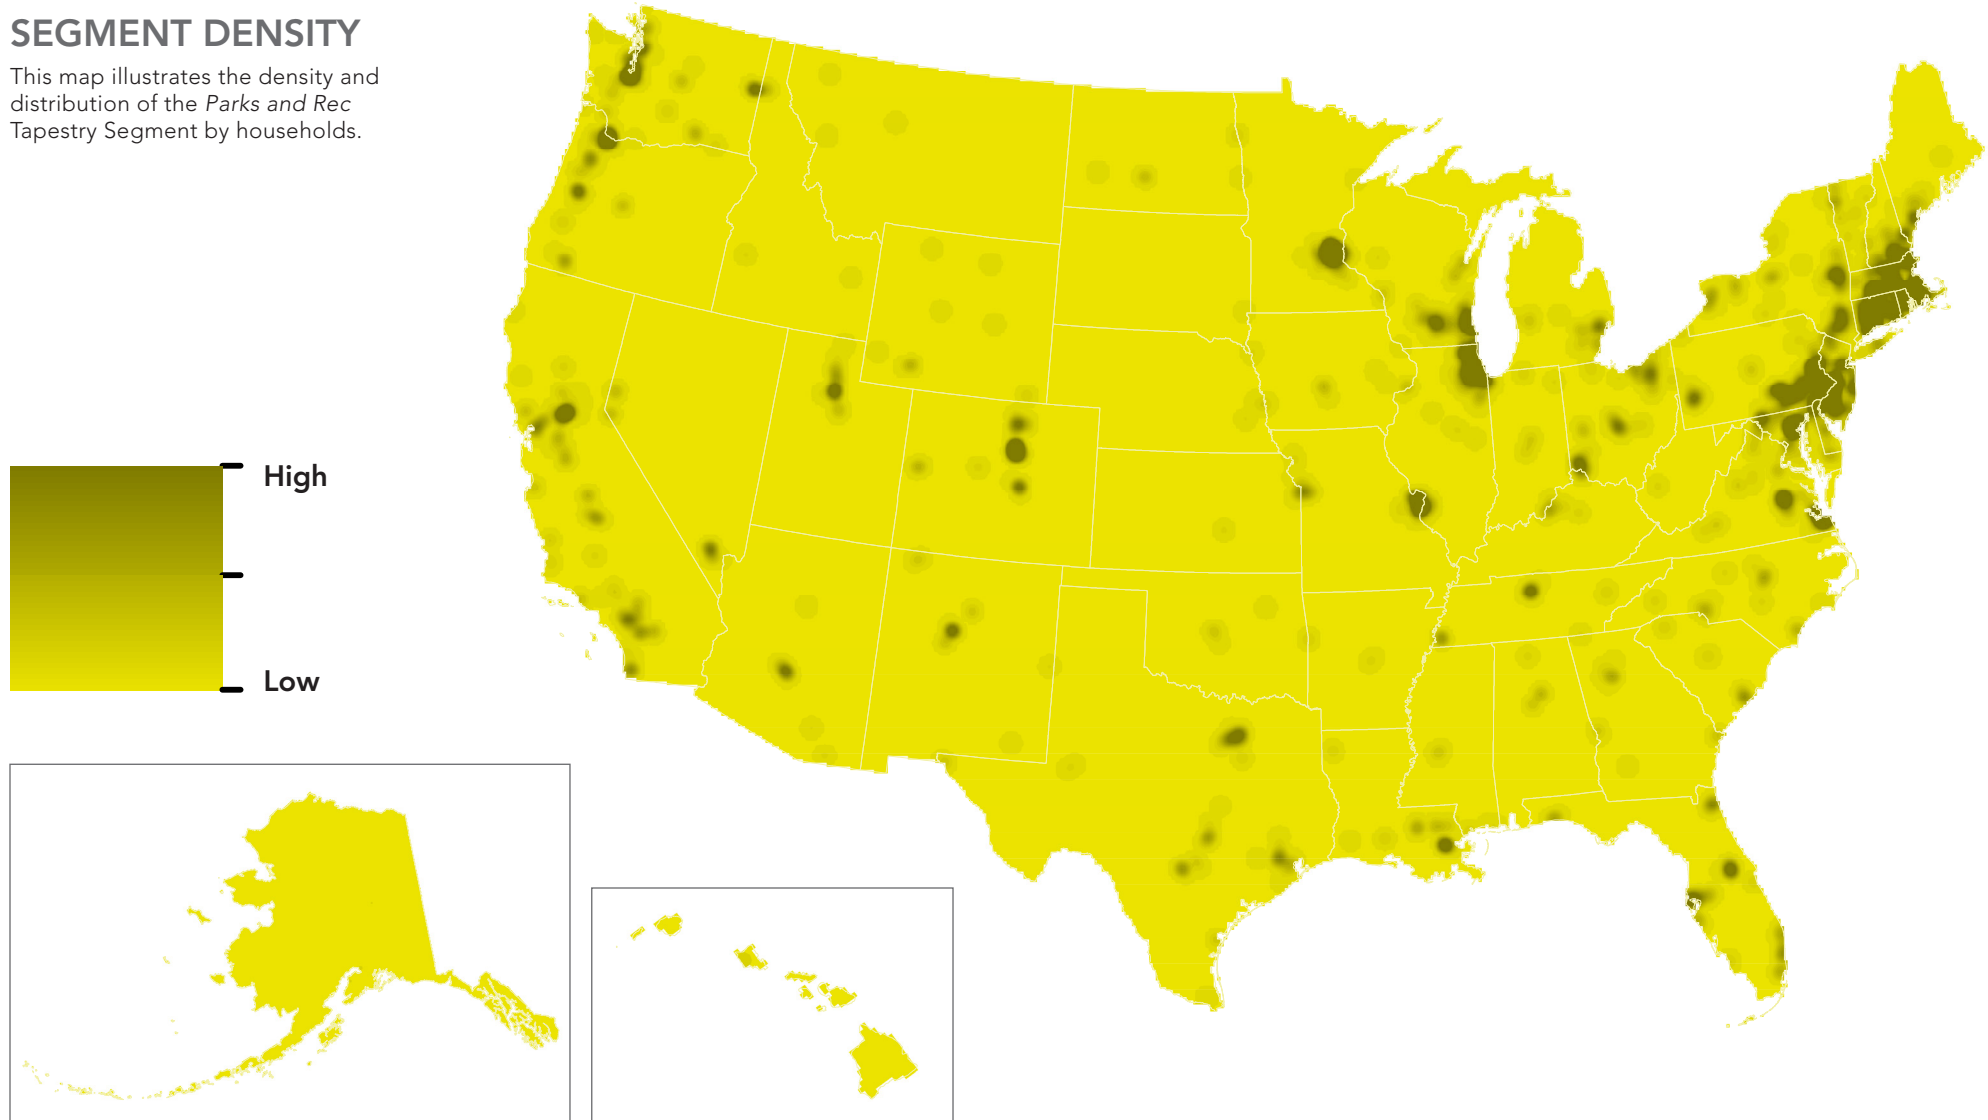 SEGMENT DENSITY
This map illustrates the density and
distribution of the Parks and Rec
Tapestry Segment by households.
High
Low